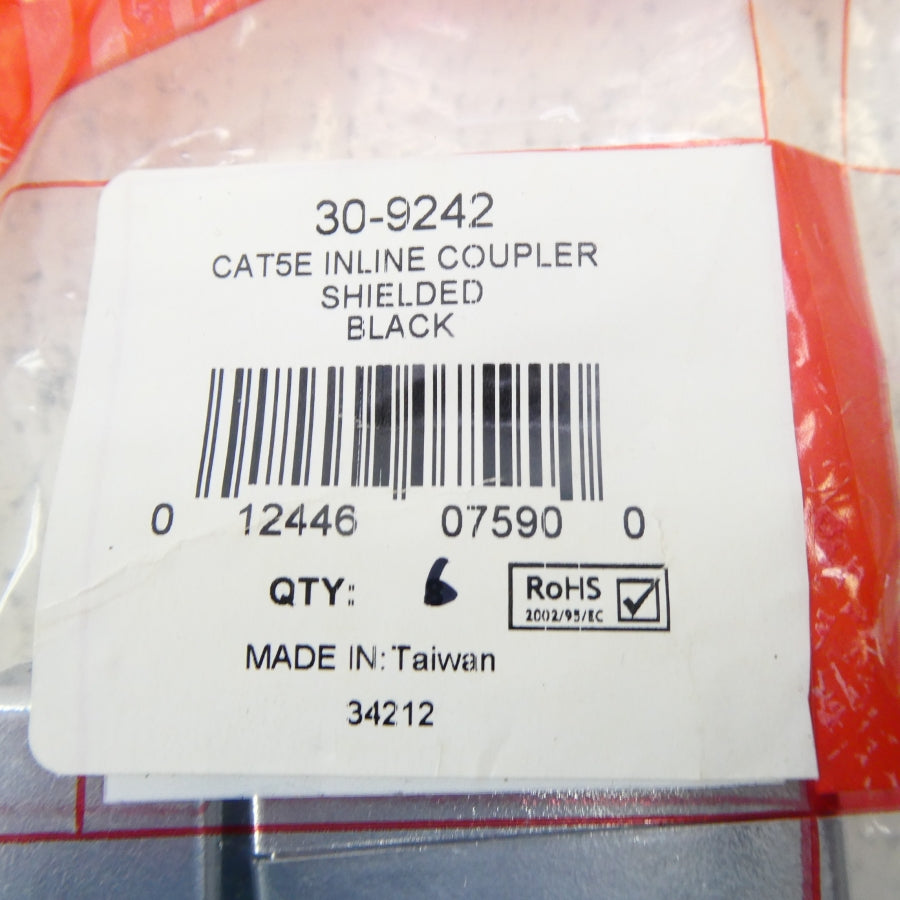 30-9242
CAT5E INLINE COUPLER
SHIELDED
BLACK
0 12446 07590 0
QTY: 6
RoHS
2002/95/EC
MADE IN: Taiwan
34212